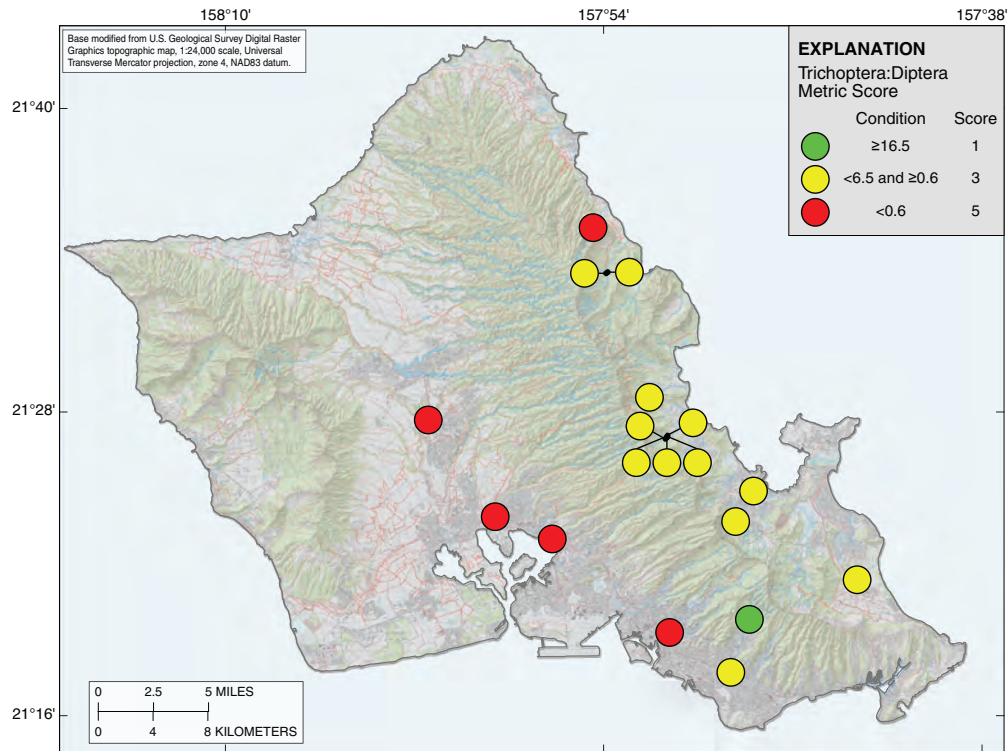 158°10' 157°54' 157°38'
Base modified from U.S. Geological Survey Digital Raster
Graphics topographic map, 1:24,000 scale, Universal
Transverse Mercator projection, zone 4, NAD83 datum.
EXPLANATION
Trichoptera:Diptera
Metric Score
Condition Score
≥16.5 1
<6.5 and ≥0.6 3
<0.6 5
21°40'
21°28'
21°16'
0 2.5 5 MILES
0 4 8 KILOMETERS